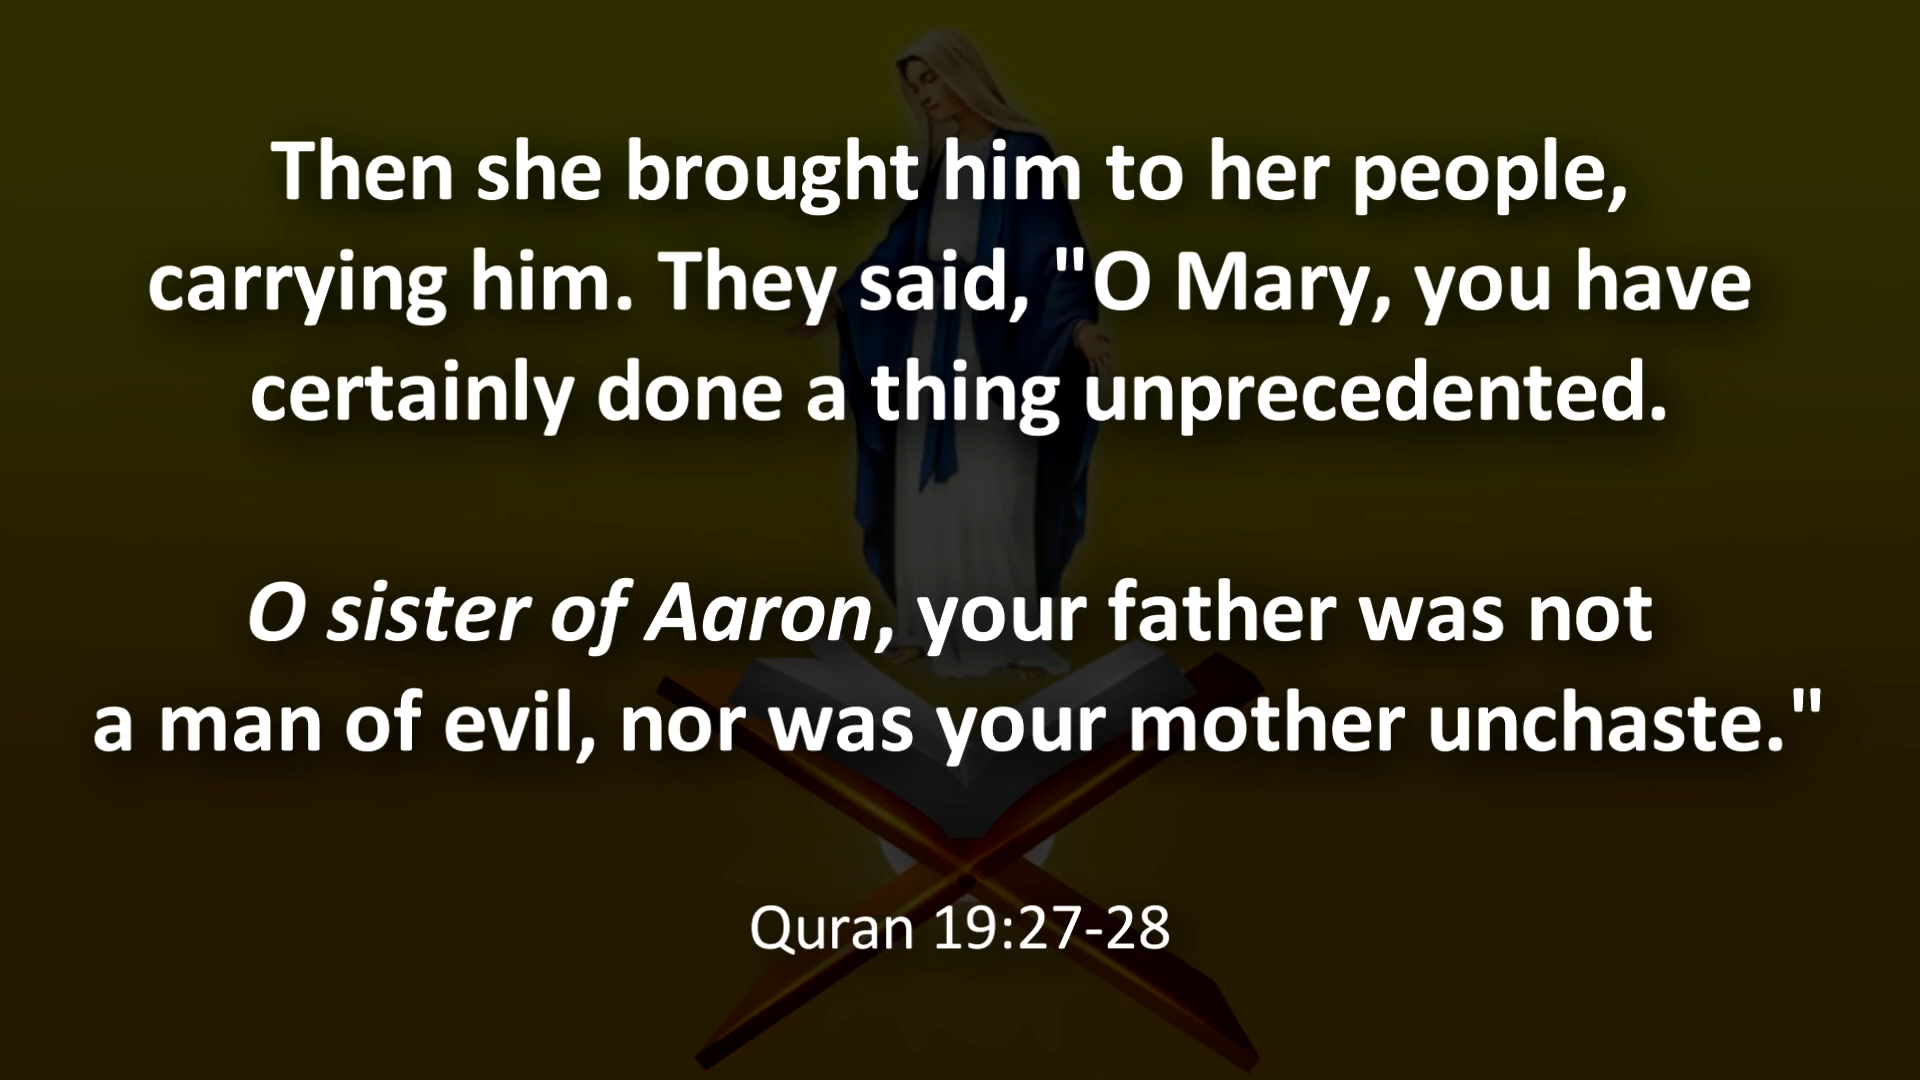 Then she brought him to her people,
carrying him. They said, "O Mary, you have
certainly done a thing unprecedented.
O sister of Aaron, your father was not
a man of evil, nor was your mother unchaste."
Quran 19:27-28